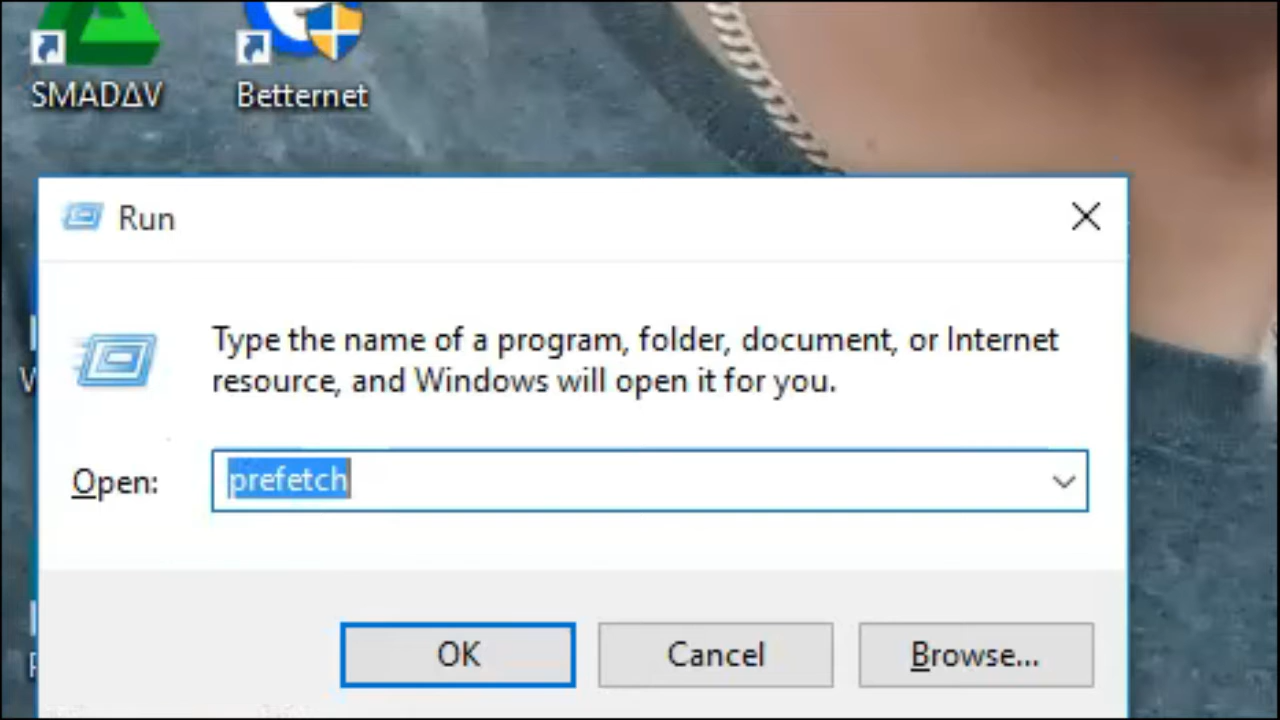 SMADΔV
Betternet
Run
Type the name of a program, folder, document, or Internet
resource, and Windows will open it for you.
Open:
prefetch
OK
Cancel
Browse...